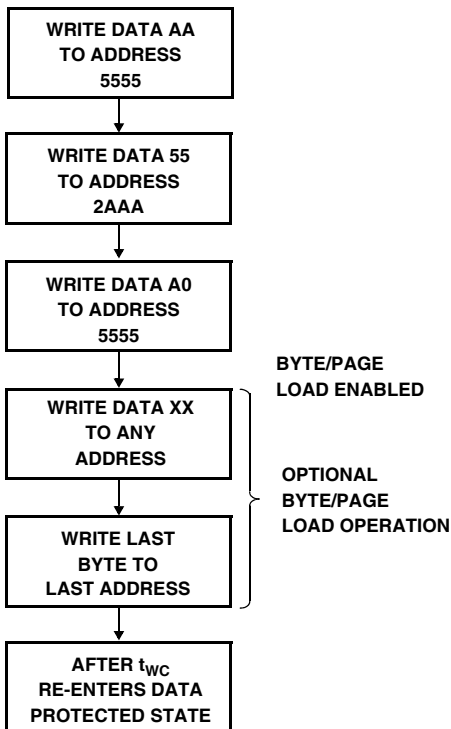 WRITE DATA AA
TO ADDRESS
5555
WRITE DATA 55
TO ADDRESS
2AAA
WRITE DATA A0
TO ADDRESS
5555
BYTE/PAGE
LOAD ENABLED
WRITE DATA XX
TO ANY
ADDRESS
OPTIONAL
BYTE/PAGE
LOAD OPERATION
WRITE LAST
BYTE TO
LAST ADDRESS
AFTER tWC
RE-ENTERS DATA
PROTECTED STATE